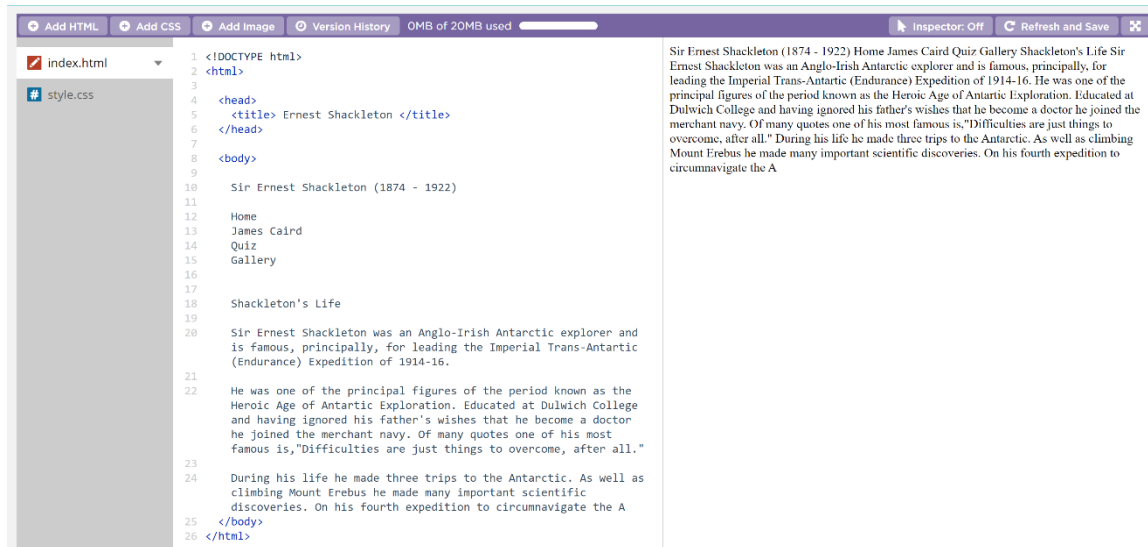 Add HTML Add CSS Add Image Version History 0MB of 20MB used Inspector: Off Refresh and Save
index.html
# style.css
1 <!DOCTYPE html>
2 <html>
3
4 <head>
5 <title> Ernest Shackleton </title>
6 </head>
7
8 <body>
9
10 Sir Ernest Shackleton (1874 - 1922)
11
12 Home
13 James Caird
14 Quiz
15 Gallery
16
17
18 Shackleton's Life
19
20 Sir Ernest Shackleton was an Anglo-Irish Antarctic explorer and
is famous, principally, for leading the Imperial Trans-Antartic
(Endurance) Expedition of 1914-16.
21
22 He was one of the principal figures of the period known as the
Heroic Age of Antartic Exploration. Educated at Dulwich College
and having ignored his father's wishes that he become a doctor
he joined the merchant navy. Of many quotes one of his most
famous is,"Difficulties are just things to overcome, after all."
23
24 During his life he made three trips to the Antarctic. As well as
climbing Mount Erebus he made many important scientific
discoveries. On his fourth expedition to circumnavigate the A
25 </body>
26 </html>
Sir Ernest Shackleton (1874 - 1922) Home James Caird Quiz Gallery Shackleton's Life Sir
Ernest Shackleton was an Anglo-Irish Antarctic explorer and is famous, principally, for
leading the Imperial Trans-Antartic (Endurance) Expedition of 1914-16. He was one of the
principal figures of the period known as the Heroic Age of Antartic Exploration. Educated at
Dulwich College and having ignored his father's wishes that he become a doctor he joined the
merchant navy. Of many quotes one of his most famous is,"Difficulties are just things to
overcome, after all." During his life he made three trips to the Antarctic. As well as climbing
Mount Erebus he made many important scientific discoveries. On his fourth expedition to
circumnavigate the A